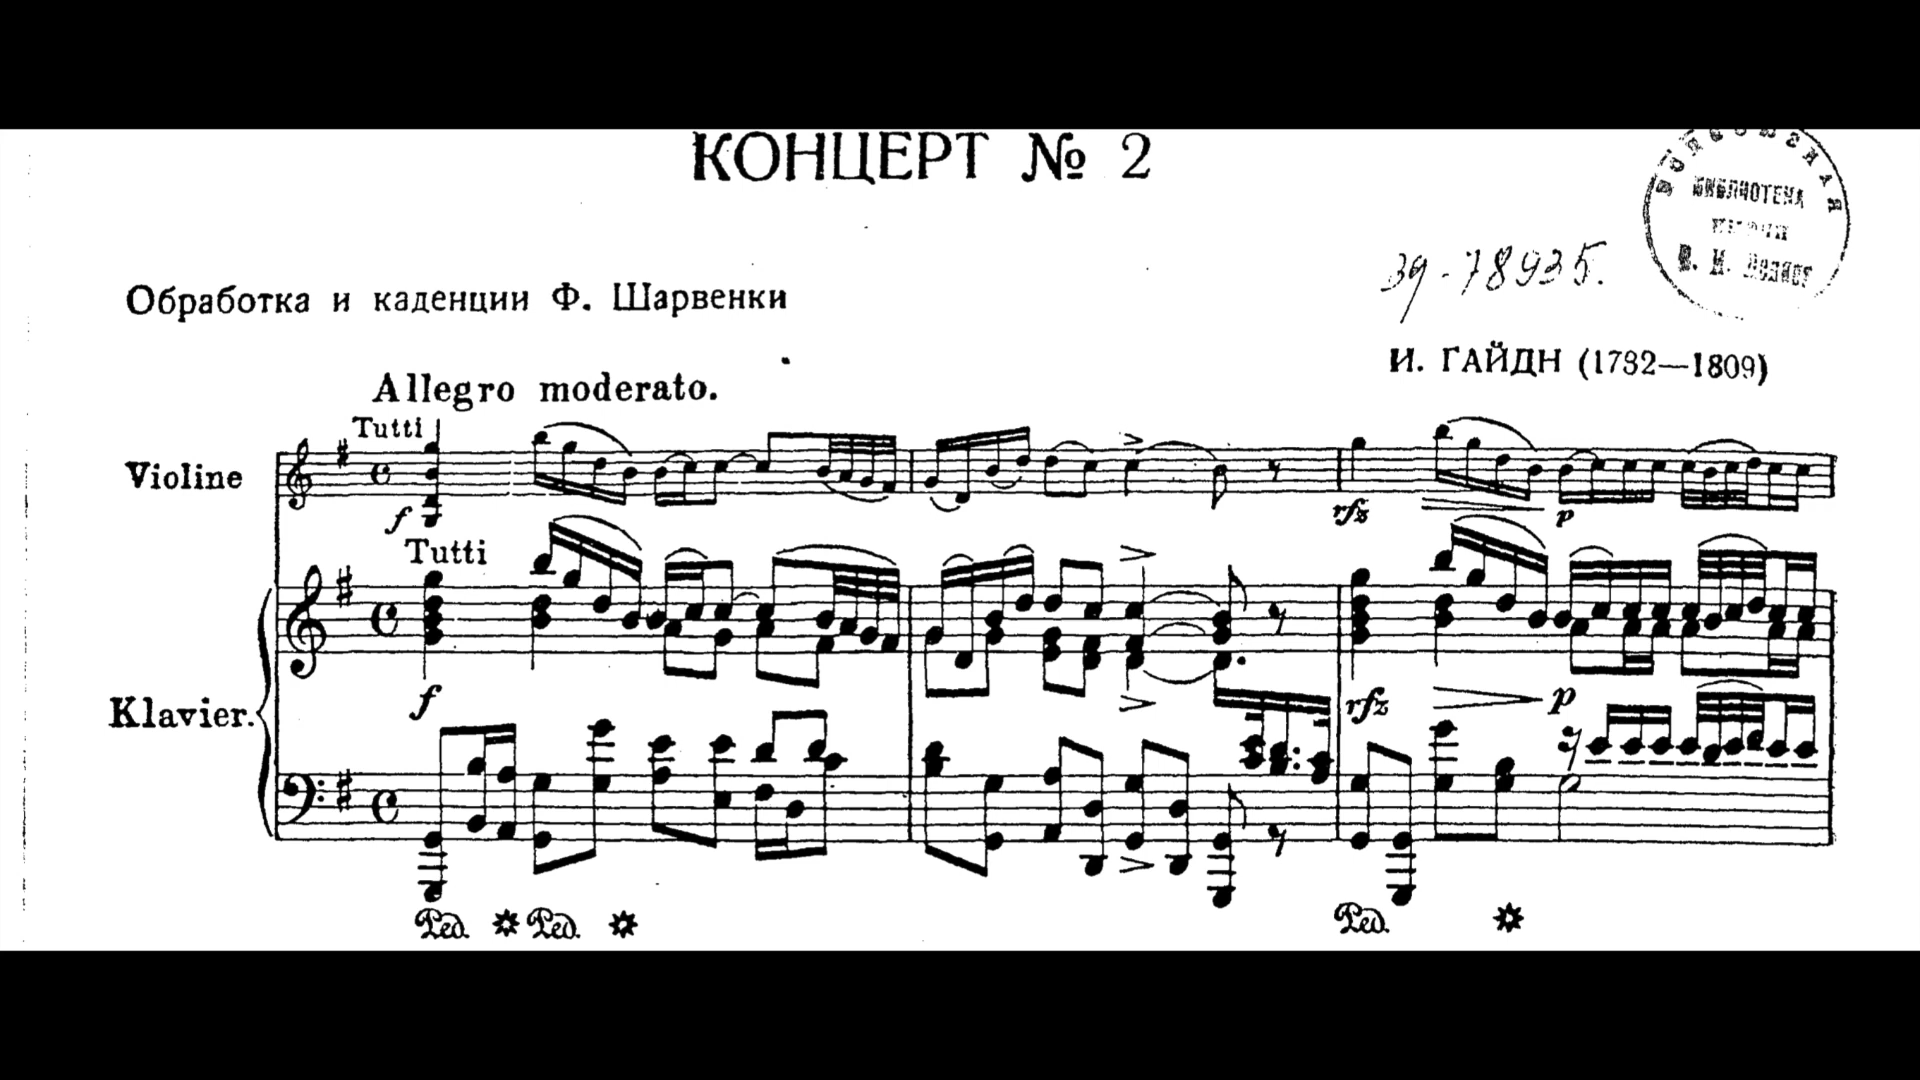 КОНЦЕРТ № 2
БИБЛИОТЕКА
39-78935.
Обработка и каденции Ф. Шарвенки
И. ГАЙДН (1732—1809)
Allegro moderato.
Tutti
Violine
f
rfz
p
Tutti
Klavier.
f
rfz
p
Ped. Ped. Ped.